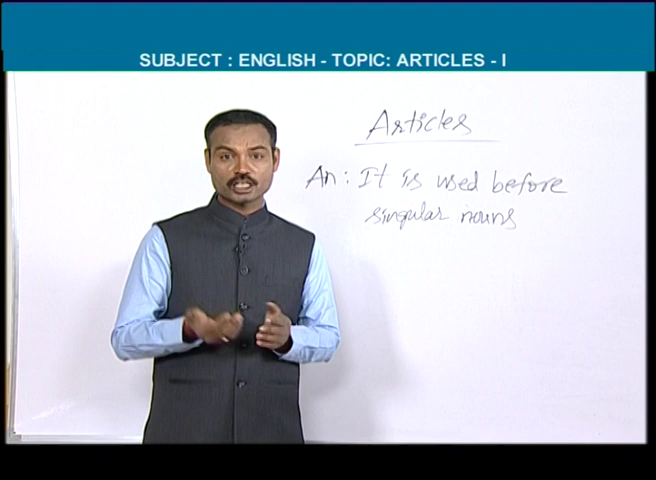 SUBJECT : ENGLISH - TOPIC: ARTICLES - I
Articles
An : It is used before
singular nouns